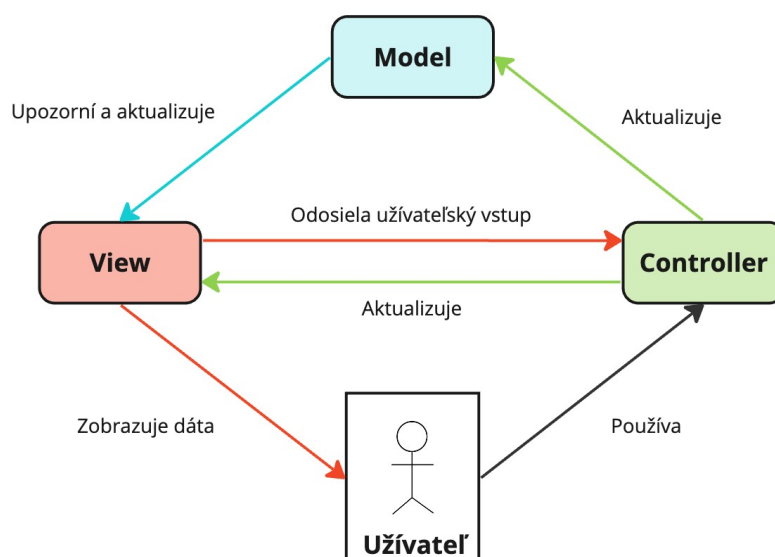 Model
Upozorní a aktualizuje
Aktualizuje
Odosiela užívateľský vstup
View
Controller
Aktualizuje
Zobrazuje dáta
Používa
Užívateľ